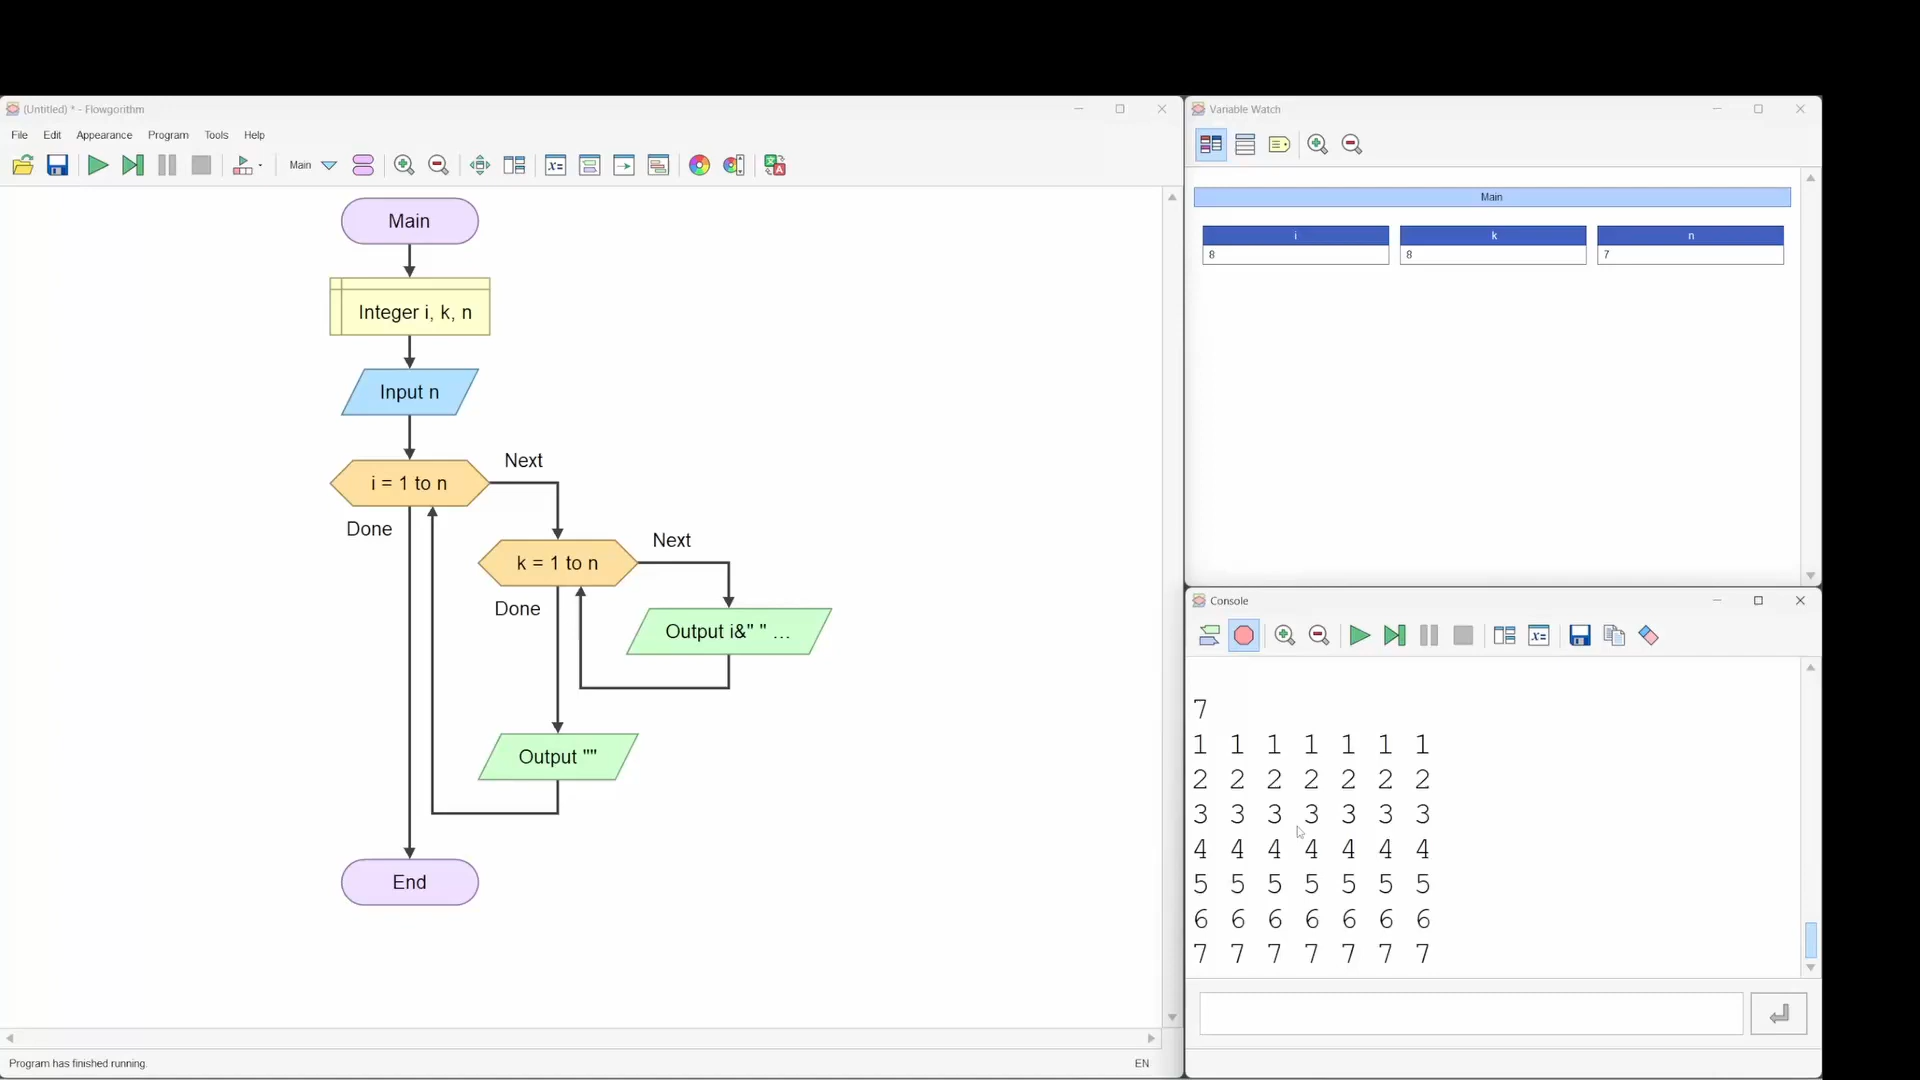 (Untitled) * - Flowgorithm
File Edit Appearance Program Tools Help
Main
Main
Integer i, k, n
Input n
i = 1 to n
Next
Done
k = 1 to n
Next
Done
Output i&" " ...
Output ""
End
Program has finished running.
EN
Variable Watch
Main
i k n
8 8 7
Console
7
1 1 1 1 1 1 1
2 2 2 2 2 2 2
3 3 3 3 3 3 3
4 4 4 4 4 4 4
5 5 5 5 5 5 5
6 6 6 6 6 6 6
7 7 7 7 7 7 7